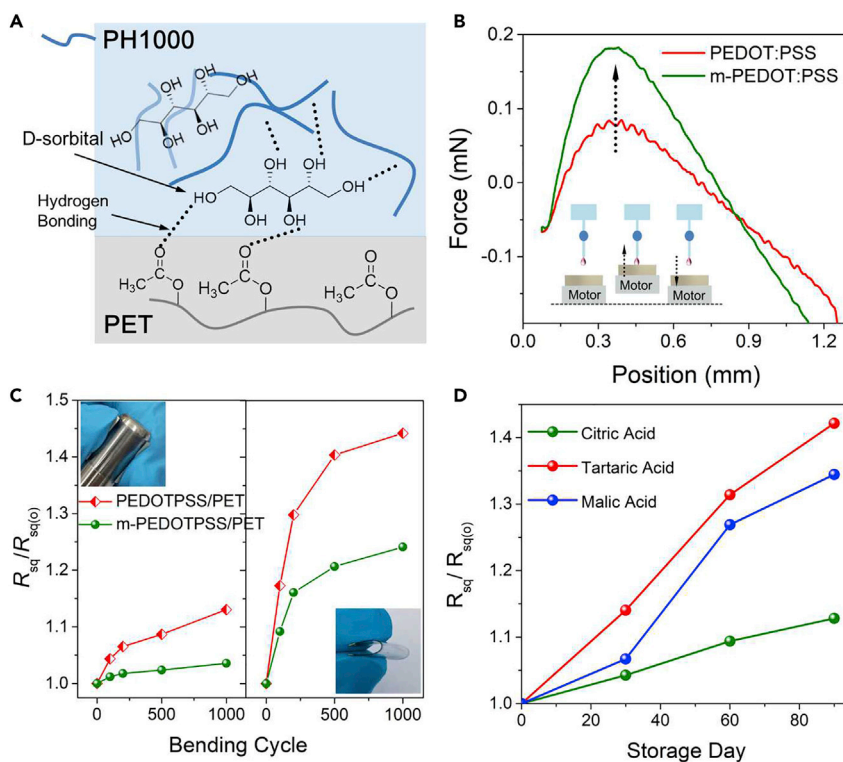 A
PH1000
OH
OH
OH
HO
OH
OH
OH
D-sorbital
OH
OH
HO
OH
OH
OH
Hydrogen
Bonding
O
O
O
H₃C
O
H₃C
O
H₃C
O
PET
B
PEDOT:PSS
m-PEDOT:PSS
Force (mN)
0.2
0.1
0.0
-0.1
Motor
Motor
Motor
0.0
0.3
0.6
0.9
1.2
Position (mm)
C
PEDOTPSS/PET
m-PEDOTPSS/PET
Rsq/Rsq(o)
1.5
1.4
1.3
1.2
1.1
1.0
0
500
1000
0
500
1000
Bending Cycle
D
Citric Acid
Tartaric Acid
Malic Acid
Rsq/ Rsq(o)
1.4
1.3
1.2
1.1
1.0
0
20
40
60
80
Storage Day